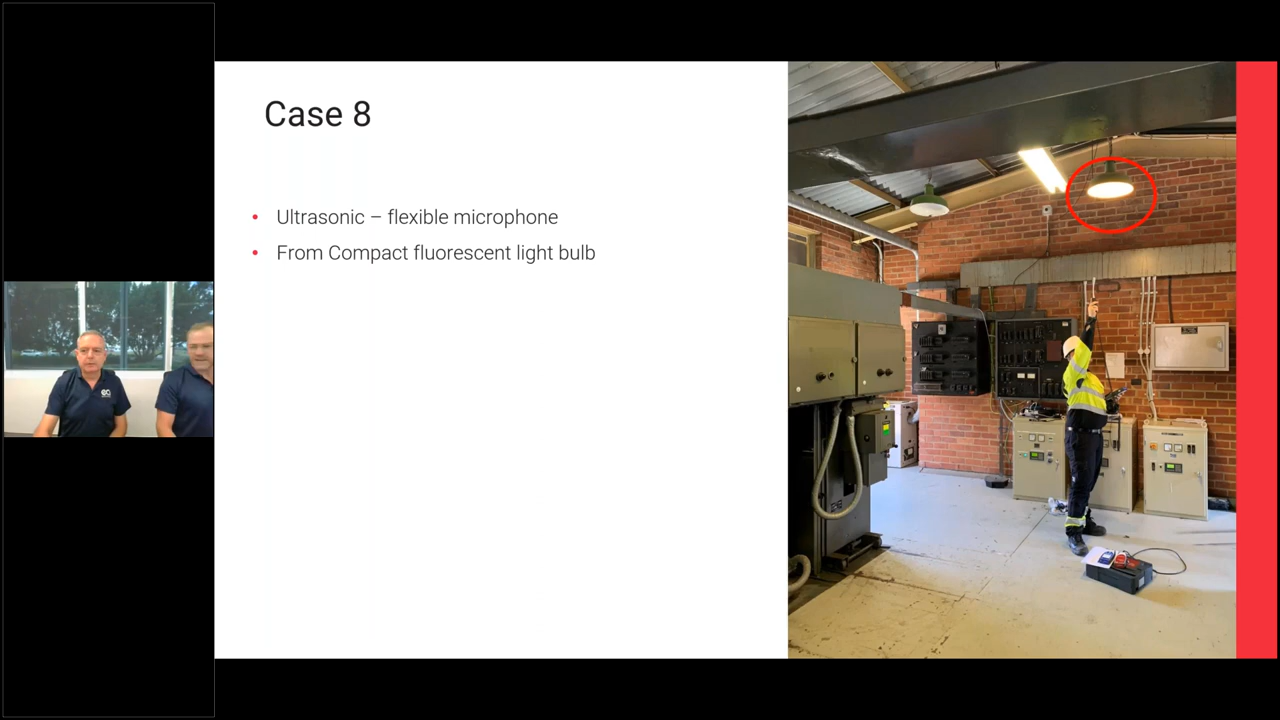 Case 8
• Ultrasonic – flexible microphone
• From Compact fluorescent light bulb